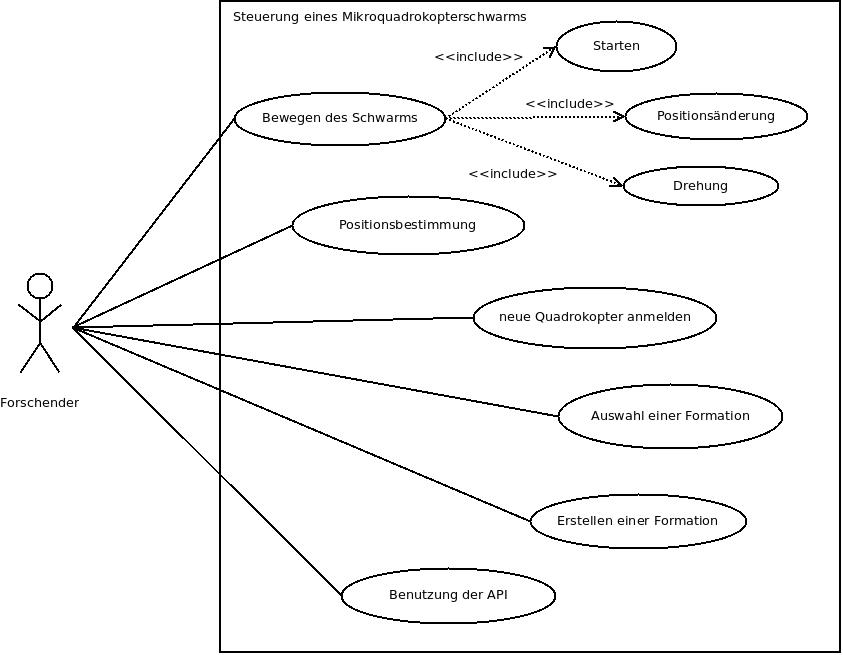 Steuerung eines Mikroquadrokopterschwarms
Starten
<<include>>
<<include>>
Positionsänderung
Bewegen des Schwarms
<<include>>
Drehung
Positionsbestimmung
neue Quadrokopter anmelden
Forschender
Auswahl einer Formation
Erstellen einer Formation
Benutzung der API